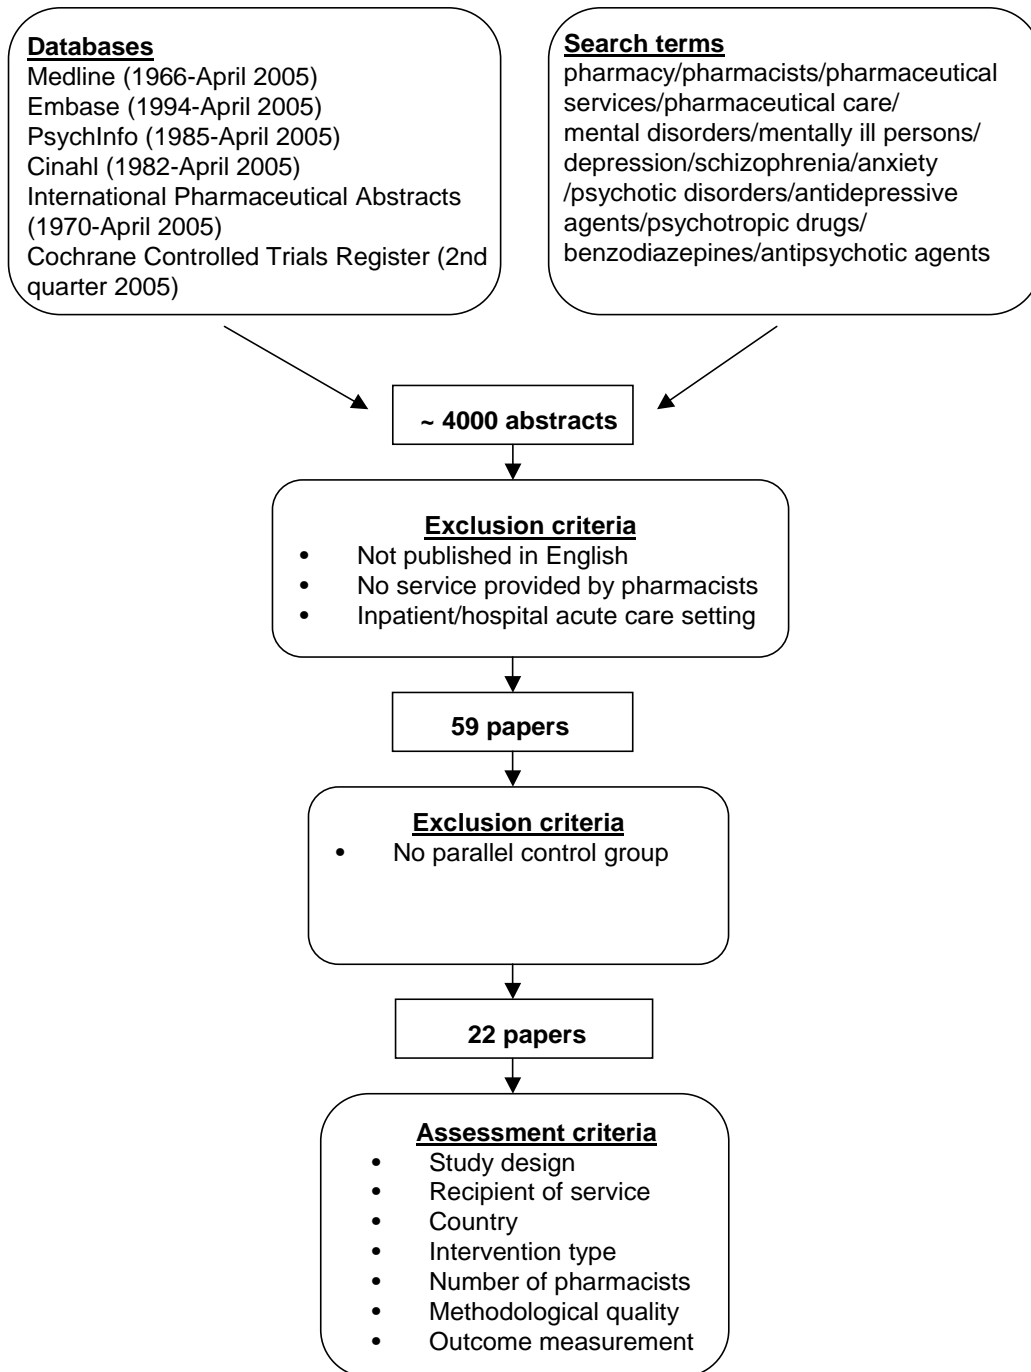 Databases
Medline (1966-April 2005)
Embase (1994-April 2005)
PsychInfo (1985-April 2005)
Cinahl (1982-April 2005)
International Pharmaceutical Abstracts
(1970-April 2005)
Cochrane Controlled Trials Register (2nd
quarter 2005)
Search terms
pharmacy/pharmacists/pharmaceutical
services/pharmaceutical care/
mental disorders/mentally ill persons/
depression/schizophrenia/anxiety
/psychotic disorders/antidepressive
agents/psychotropic drugs/
benzodiazepines/antipsychotic agents
~ 4000 abstracts
Exclusion criteria
• Not published in English
• No service provided by pharmacists
• Inpatient/hospital acute care setting
59 papers
Exclusion criteria
• No parallel control group
22 papers
Assessment criteria
• Study design
• Recipient of service
• Country
• Intervention type
• Number of pharmacists
• Methodological quality
• Outcome measurement